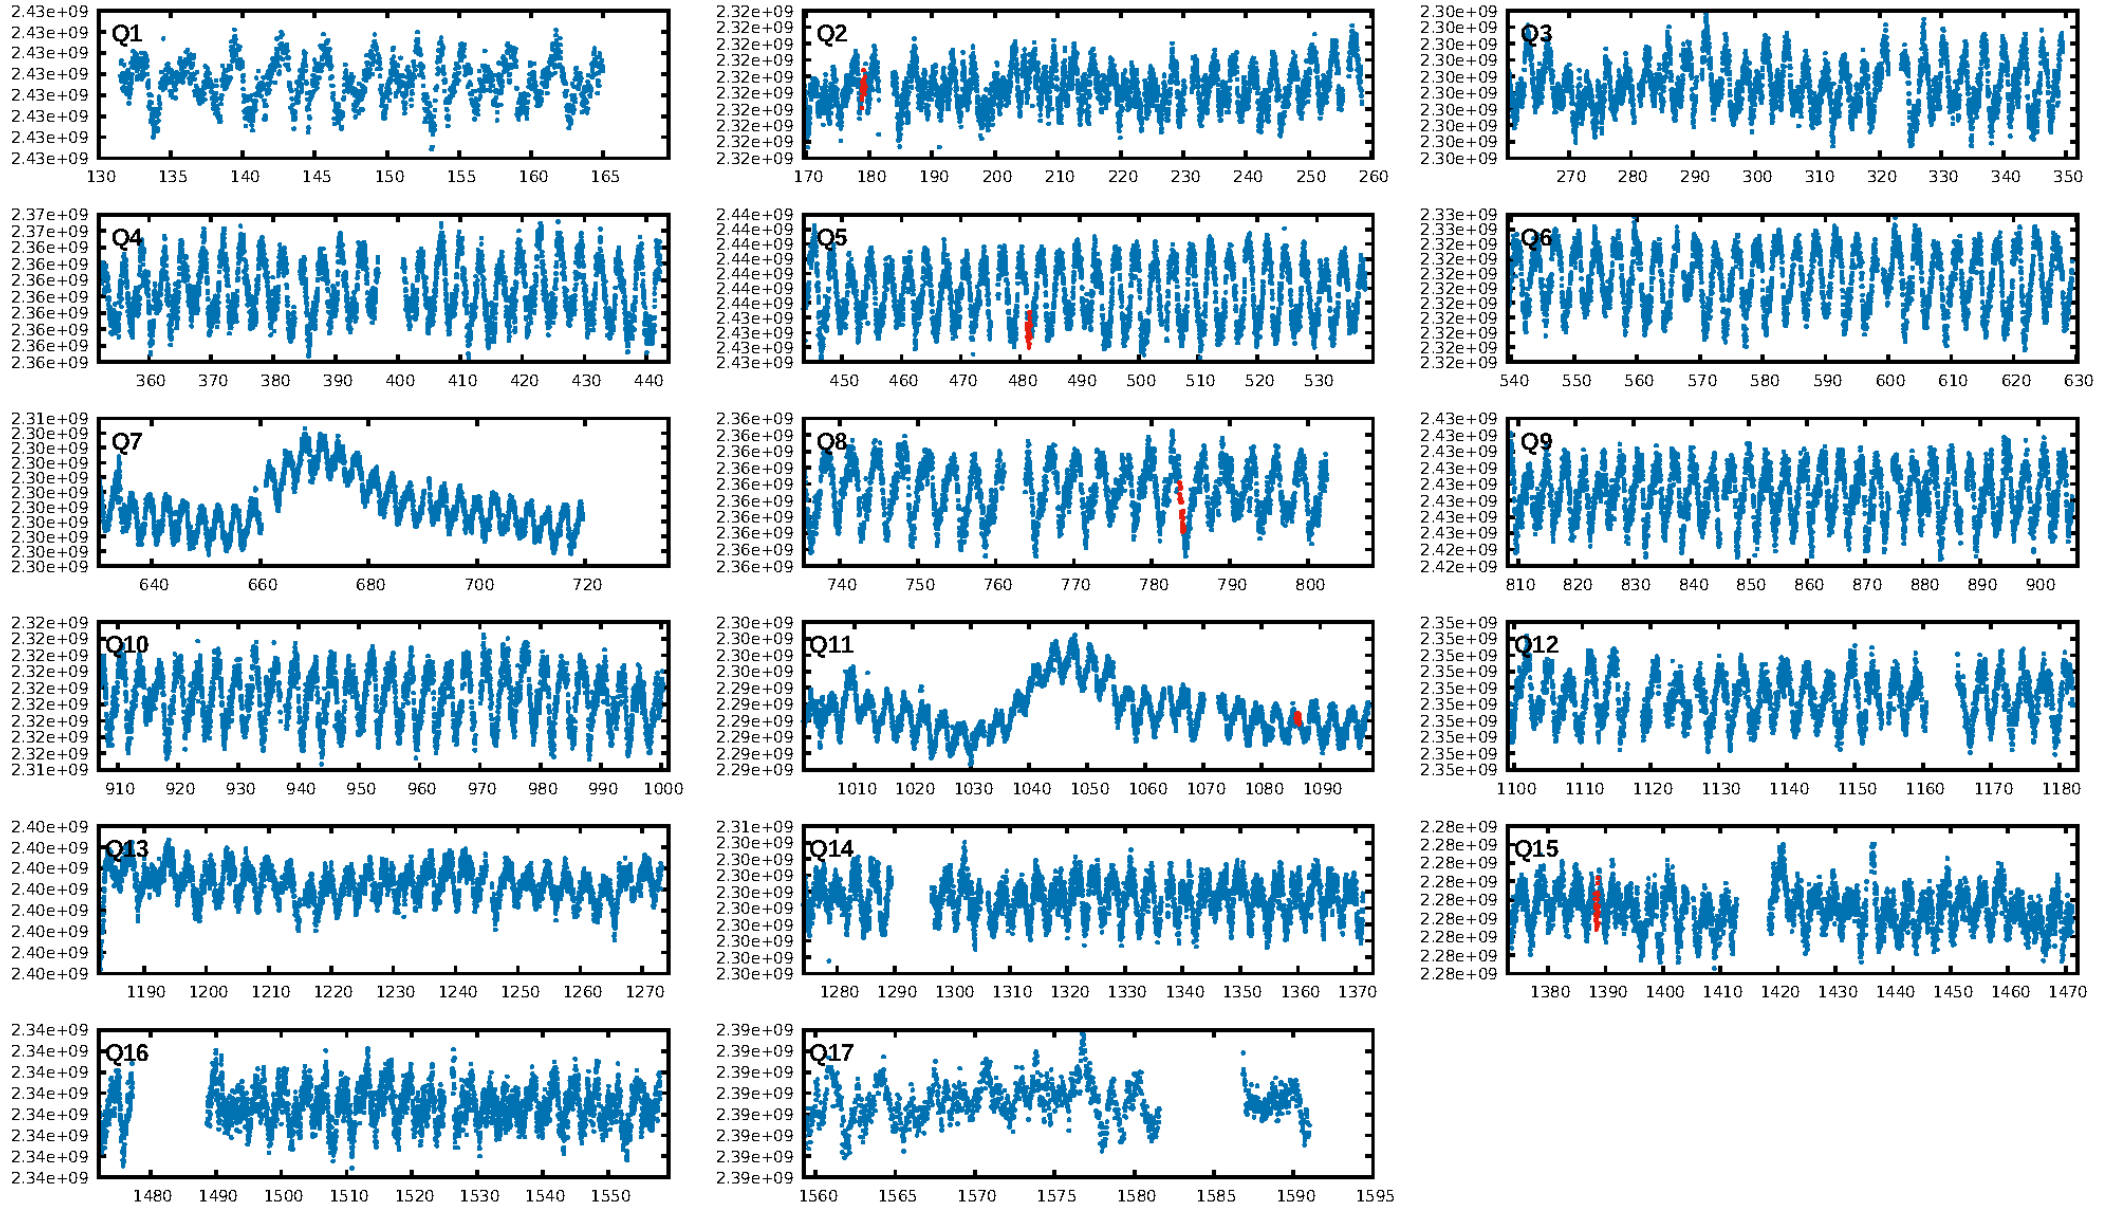 2.43e+09
2.43e+09
2.43e+09
2.43e+09
2.43e+09
2.43e+09
2.43e+09
2.43e+09
Q1
130 135 140 145 150 155 160 165
2.32e+09
2.32e+09
2.32e+09
2.32e+09
2.32e+09
2.32e+09
2.32e+09
2.32e+09
2.32e+09
2.32e+09
Q2
170 180 190 200 210 220 230 240 250 260
2.30e+09
2.30e+09
2.30e+09
2.30e+09
2.30e+09
2.30e+09
2.30e+09
2.30e+09
2.30e+09
2.30e+09
Q3
270 280 290 300 310 320 330 340 350
2.37e+09
2.37e+09
2.36e+09
2.36e+09
2.36e+09
2.36e+09
2.36e+09
2.36e+09
2.36e+09
2.36e+09
Q4
360 370 380 390 400 410 420 430 440
2.44e+09
2.44e+09
2.44e+09
2.44e+09
2.44e+09
2.44e+09
2.44e+09
2.43e+09
2.43e+09
2.43e+09
2.43e+09
Q5
450 460 470 480 490 500 510 520 530
2.33e+09
2.33e+09
2.32e+09
2.32e+09
2.32e+09
2.32e+09
2.32e+09
2.32e+09
2.32e+09
2.32e+09
2.32e+09
Q6
540 550 560 570 580 590 600 610 620 630
2.31e+09
2.30e+09
2.30e+09
2.30e+09
2.30e+09
2.30e+09
2.30e+09
2.30e+09
2.30e+09
2.30e+09
2.30e+09
Q7
640 660 680 700 720
2.36e+09
2.36e+09
2.36e+09
2.36e+09
2.36e+09
2.36e+09
2.36e+09
2.36e+09
2.36e+09
2.36e+09
Q8
740 750 760 770 780 790 800
2.43e+09
2.43e+09
2.43e+09
2.43e+09
2.43e+09
2.43e+09
2.43e+09
2.43e+09
2.42e+09
2.42e+09
Q9
810 820 830 840 850 860 870 880 890 900
2.32e+09
2.32e+09
2.32e+09
2.32e+09
2.32e+09
2.32e+09
2.32e+09
2.32e+09
2.32e+09
2.31e+09
Q10
910 920 930 940 950 960 970 980 990 1000
2.30e+09
2.30e+09
2.30e+09
2.30e+09
2.29e+09
2.29e+09
2.29e+09
2.29e+09
2.29e+09
2.29e+09
Q11
1010 1020 1030 1040 1050 1060 1070 1080 1090
2.35e+09
2.35e+09
2.35e+09
2.35e+09
2.35e+09
2.35e+09
2.35e+09
2.35e+09
2.35e+09
2.35e+09
Q12
1100 1110 1120 1130 1140 1150 1160 1170 1180
2.40e+09
2.40e+09
2.40e+09
2.40e+09
2.40e+09
2.40e+09
2.40e+09
2.40e+09
Q13
1190 1200 1210 1220 1230 1240 1250 1260 1270
2.31e+09
2.30e+09
2.30e+09
2.30e+09
2.30e+09
2.30e+09
2.30e+09
2.30e+09
2.30e+09
2.30e+09
Q14
1280 1290 1300 1310 1320 1330 1340 1350 1360 1370
2.28e+09
2.28e+09
2.28e+09
2.28e+09
2.28e+09
2.28e+09
2.28e+09
2.28e+09
2.28e+09
Q15
1380 1390 1400 1410 1420 1430 1440 1450 1460 1470
2.34e+09
2.34e+09
2.34e+09
2.34e+09
2.34e+09
2.34e+09
2.34e+09
2.34e+09
Q16
1480 1490 1500 1510 1520 1530 1540 1550
2.39e+09
2.39e+09
2.39e+09
2.39e+09
2.39e+09
2.39e+09
2.39e+09
2.39e+09
Q17
1560 1565 1570 1575 1580 1585 1590 1595